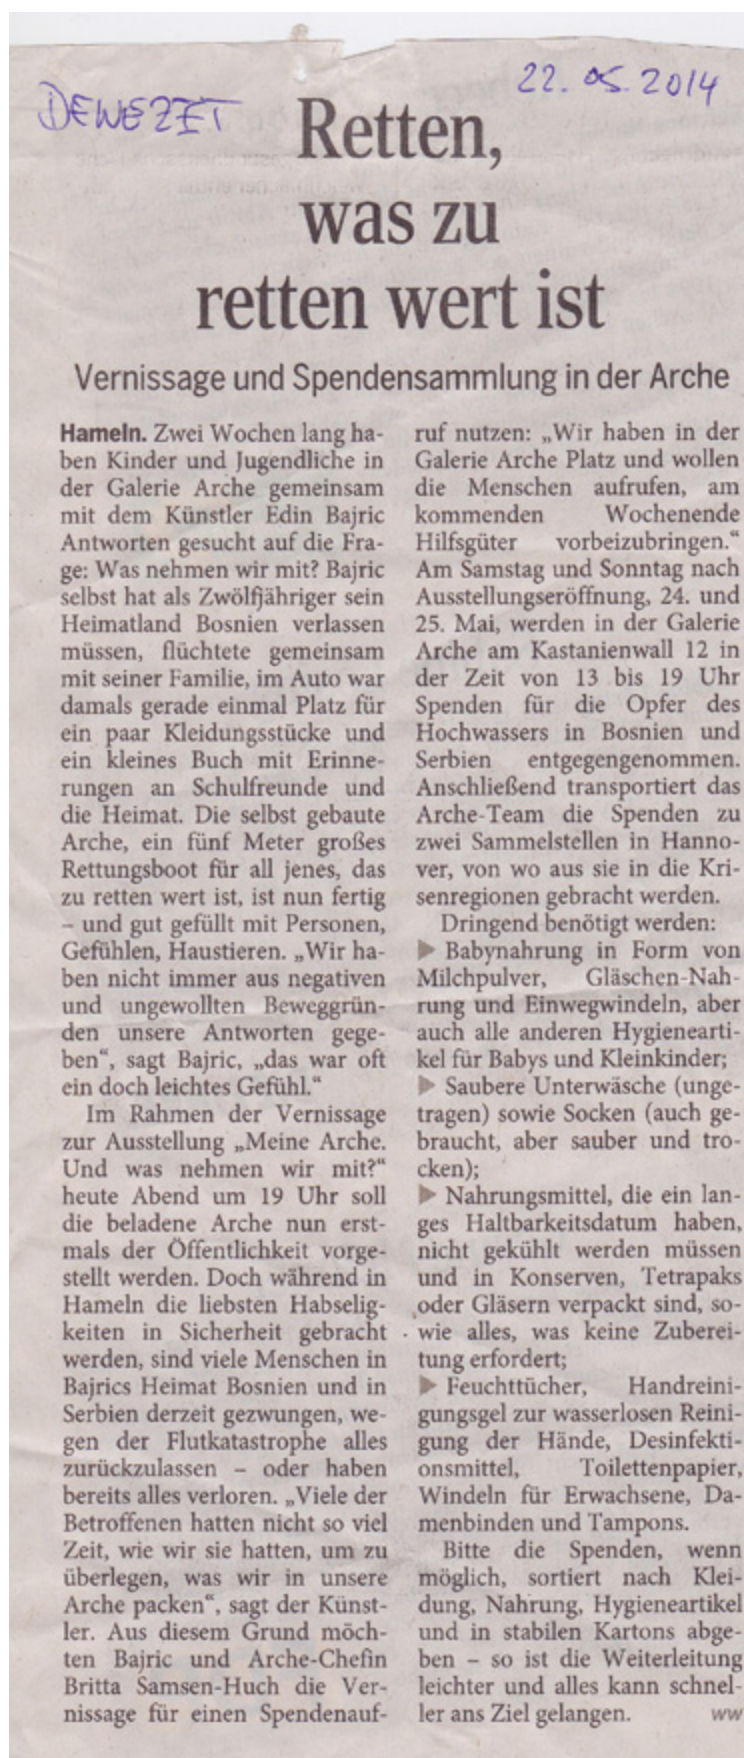 DEWEZET
22.05.2014
Retten,
was zu
retten wert ist
Vernissage und Spendensammlung in der Arche
Hameln. Zwei Wochen lang ha-
ben Kinder und Jugendliche in
der Galerie Arche gemeinsam
mit dem Künstler Edin Bajric
Antworten gesucht auf die Fra-
ge: Was nehmen wir mit? Bajric
selbst hat als Zwölfjähriger sein
Heimatland Bosnien verlassen
müssen, flüchtete gemeinsam
mit seiner Familie, im Auto war
damals gerade einmal Platz für
ein paar Kleidungsstücke und
ein kleines Buch mit Erinne-
rungen an Schulfreunde und
die Heimat. Die selbst gebaute
Arche, ein fünf Meter großes
Rettungsboot für all jenes, das
zu retten wert ist, ist nun fertig
– und gut gefüllt mit Personen,
Gefühlen, Haustieren. „Wir ha-
ben nicht immer aus negativen
und ungewollten Beweggrün-
den unsere Antworten gege-
ben“, sagt Bajric, „das war oft
ein doch leichtes Gefühl.“
Im Rahmen der Vernissage
zur Ausstellung „Meine Arche.
Und was nehmen wir mit?“
heute Abend um 19 Uhr soll
die beladene Arche nun erst-
mals der Öffentlichkeit vorge-
stellt werden. Doch während in
Hameln die liebsten Habselig-
keiten in Sicherheit gebracht
werden, sind viele Menschen in
Bajrics Heimat Bosnien und in
Serbien derzeit gezwungen, we-
gen der Flutkatastrophe alles
zurückzulassen – oder haben
bereits alles verloren. „Viele der
Betroffenen hatten nicht so viel
Zeit, wie wir sie hatten, um zu
überlegen, was wir in unsere
Arche packen“, sagt der Künst-
ler. Aus diesem Grund möch-
ten Bajric und Arche-Chefin
Britta Samsen-Huch die Ver-
nissage für einen Spendenauf-
ruf nutzen: „Wir haben in der
Galerie Arche Platz und wollen
die Menschen aufrufen, am
kommenden Wochenende
Hilfsgüter vorbeizubringen.“
Am Samstag und Sonntag nach
Ausstellungseröffnung, 24. und
25. Mai, werden in der Galerie
Arche am Kastanienwall 12 in
der Zeit von 13 bis 19 Uhr
Spenden für die Opfer des
Hochwassers in Bosnien und
Serbien entgegengenommen.
Anschließend transportiert das
Arche-Team die Spenden zu
zwei Sammelstellen in Hanno-
ver, von wo aus sie in die Kri-
senregionen gebracht werden.
Dringend benötigt werden:
▶ Babynahrung in Form von
Milchpulver, Gläschen-Nah-
rung und Einwegwindeln, aber
auch alle anderen Hygienearti-
kel für Babys und Kleinkinder;
▶ Saubere Unterwäsche (unge-
tragen) sowie Socken (auch ge-
braucht, aber sauber und tro-
cken);
▶ Nahrungsmittel, die ein lan-
ges Haltbarkeitsdatum haben,
nicht gekühlt werden müssen
und in Konserven, Tetrapaks
oder Gläsern verpackt sind, so-
wie alles, was keine Zuberei-
tung erfordert;
▶ Feuchttücher, Handreini-
gungsgel zur wasserlosen Reini-
gung der Hände, Desinfekti-
onsmittel, Toilettenpapier,
Windeln für Erwachsene, Da-
menbinden und Tampons.
Bitte die Spenden, wenn
möglich, sortiert nach Klei-
dung, Nahrung, Hygieneartikel
und in stabilen Kartons abge-
ben – so ist die Weiterleitung
leichter und alles kann schnel-
ler ans Ziel gelangen. ww